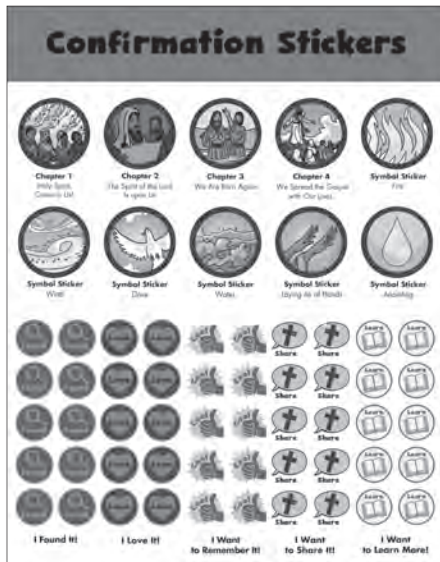 Confirmation Stickers
Chapter 1
Holy Spirit,
Come to Us!
Chapter 2
The Spirit of the Lord
Is upon Us
Chapter 3
We Are Born Again
Chapter 4
We Spread the Gospel
with Our Lives
Symbol Sticker
Fire
Symbol Sticker
Wind
Symbol Sticker
Dove
Symbol Sticker
Water
Symbol Sticker
Laying on of Hands
Symbol Sticker
Anointing
Share Share
Learn Learn
Share Share
Learn Learn
Share Share
Learn Learn
Share Share
Learn Learn
Share Share
Learn Learn
I Found It!
I Love It!
I Want
to Remember It!
I Want
to Share It!
I Want
to Learn More!